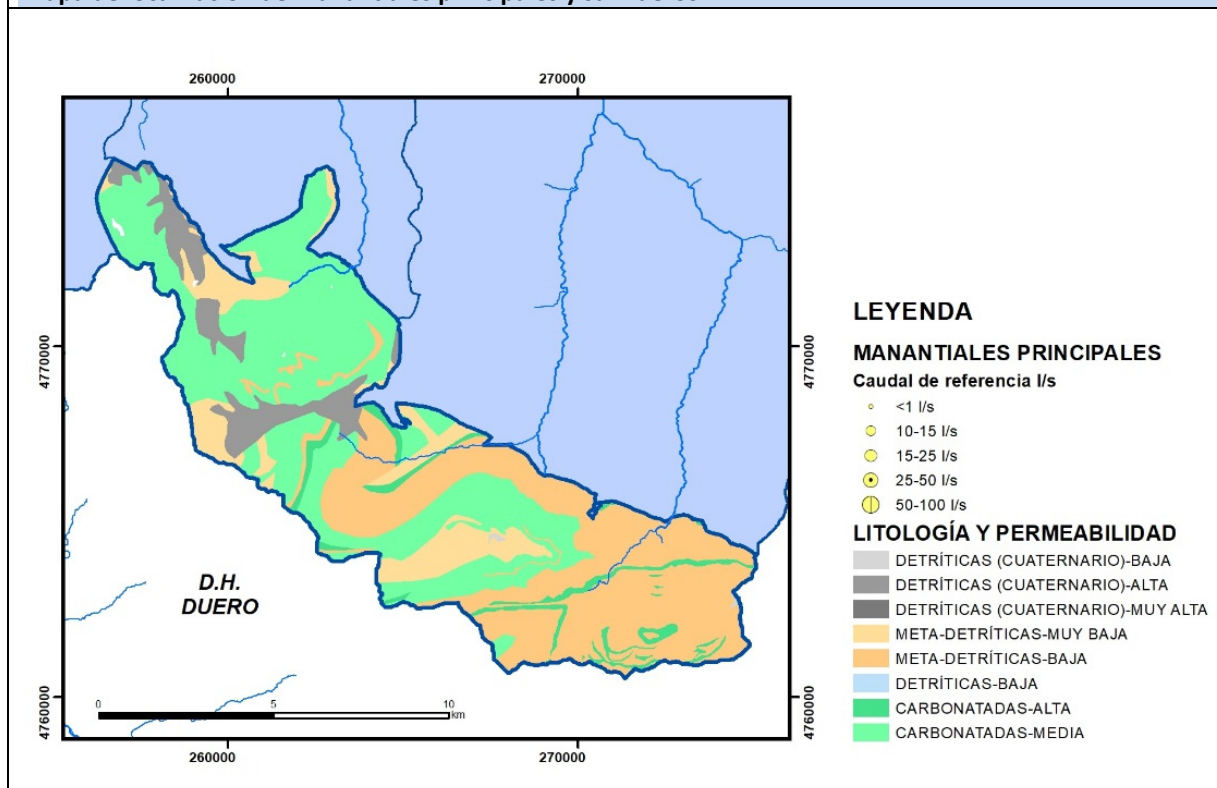 260000
270000
4770000
4770000
D.H.
DUERO
0
5
10
km
4760000
4760000
260000
270000
LEYENDA
MANANTIALES PRINCIPALES
Caudal de referencia l/s
<1 l/s
10-15 l/s
15-25 l/s
25-50 l/s
50-100 l/s
LITOLOGÍA Y PERMEABILIDAD
DETRÍTICAS (CUATERNARIO)-BAJA
DETRÍTICAS (CUATERNARIO)-ALTA
DETRÍTICAS (CUATERNARIO)-MUY ALTA
META-DETRÍTICAS-MUY BAJA
META-DETRÍTICAS-BAJA
DETRÍTICAS-BAJA
CARBONATADAS-ALTA
CARBONATADAS-MEDIA